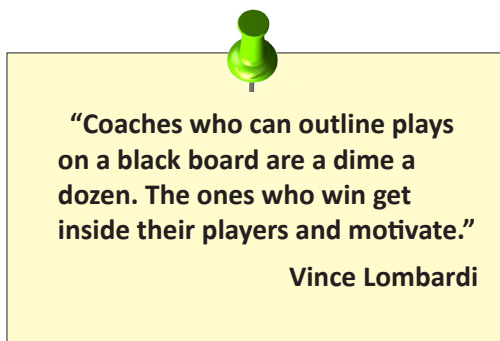 “Coaches who can outline plays
on a black board are a dime a
dozen. The ones who win get
inside their players and motivate.”
Vince Lombardi